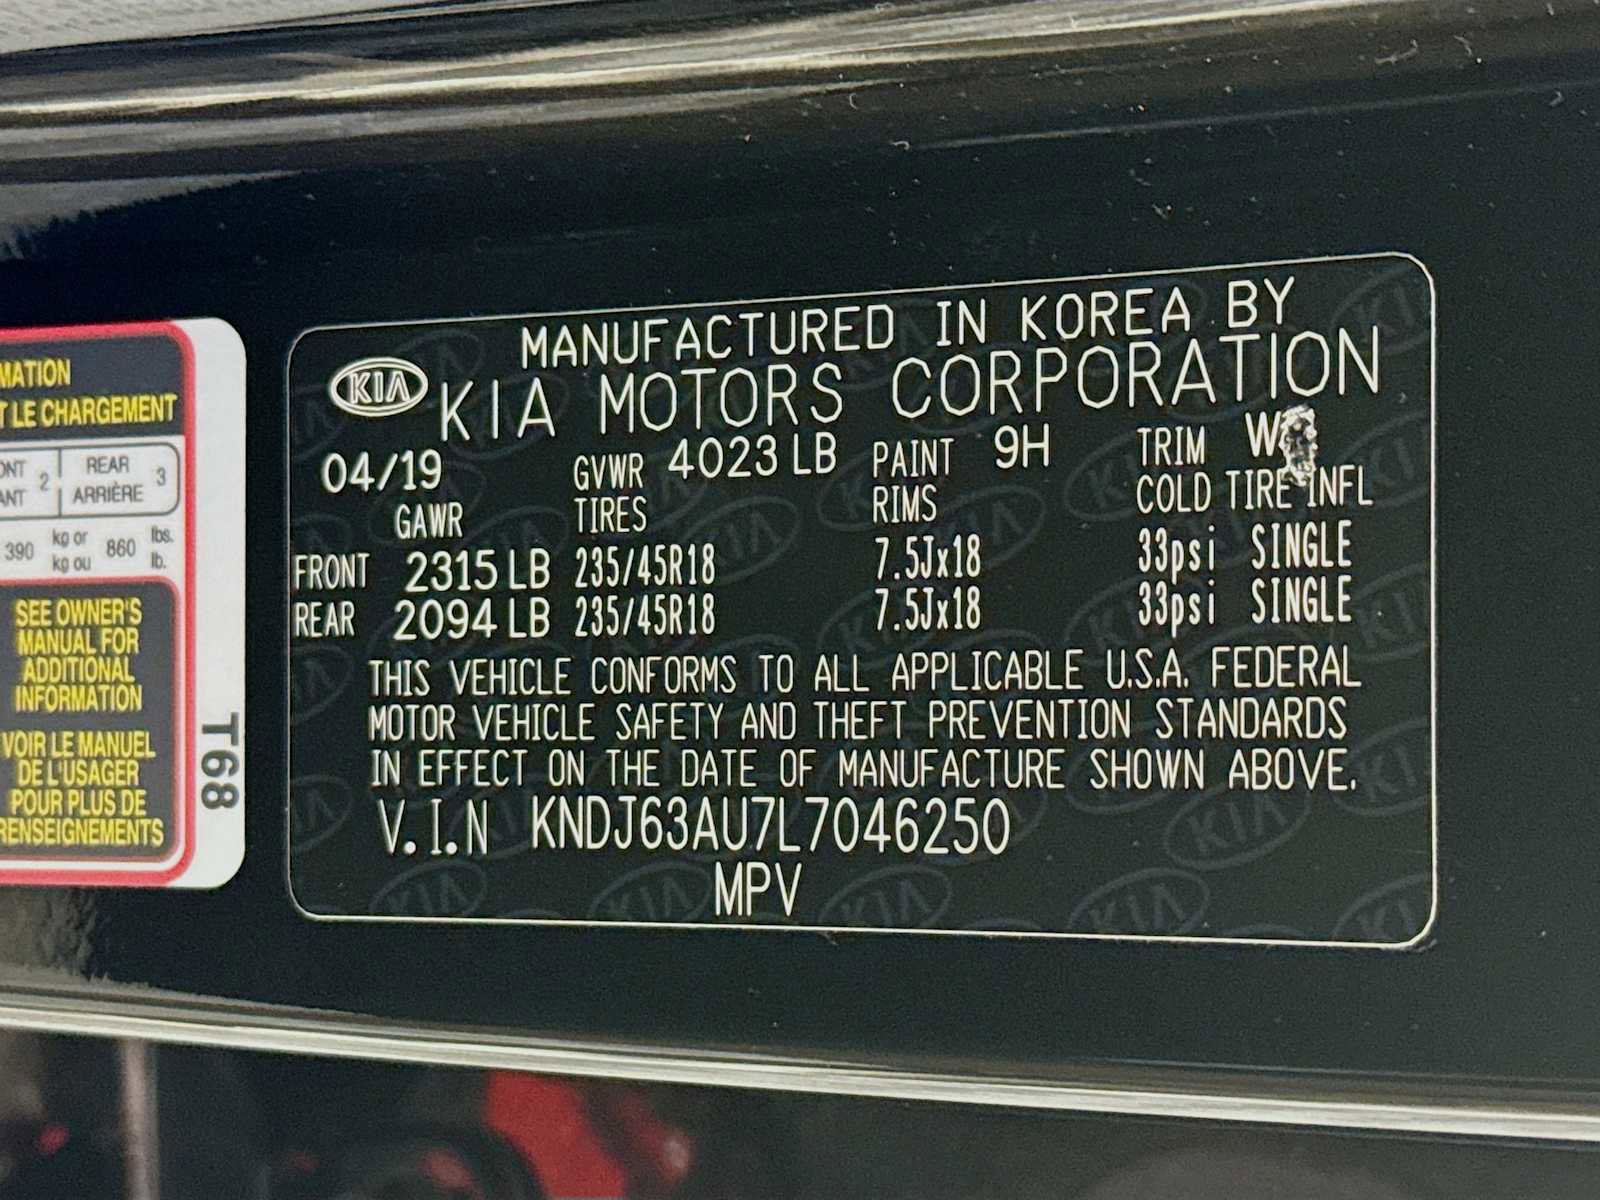 MATION
T LE CHARGEMENT
ONT 2 REAR 3
ANT ARRIÈRE
390 kg or 860 lbs.
kg ou lb.
SEE OWNER'S
MANUAL FOR
ADDITIONAL
INFORMATION
VOIR LE MANUEL
DE L'USAGER
POUR PLUS DE
RENSEIGNEMENTS
T68
MANUFACTURED IN KOREA BY
KIA KIA MOTORS CORPORATION
04/19 GVWR 4023 LB PAINT 9H TRIM
GAWR TIRES RIMS COLD TIRE INFL
FRONT 2315 LB 235/45R18 7.5Jx18 33psi SINGLE
REAR 2094 LB 235/45R18 7.5Jx18 33psi SINGLE
THIS VEHICLE CONFORMS TO ALL APPLICABLE U.S.A. FEDERAL
MOTOR VEHICLE SAFETY AND THEFT PREVENTION STANDARDS
IN EFFECT ON THE DATE OF MANUFACTURE SHOWN ABOVE.
V.I.N KNDJ63AU7L7046250
MPV